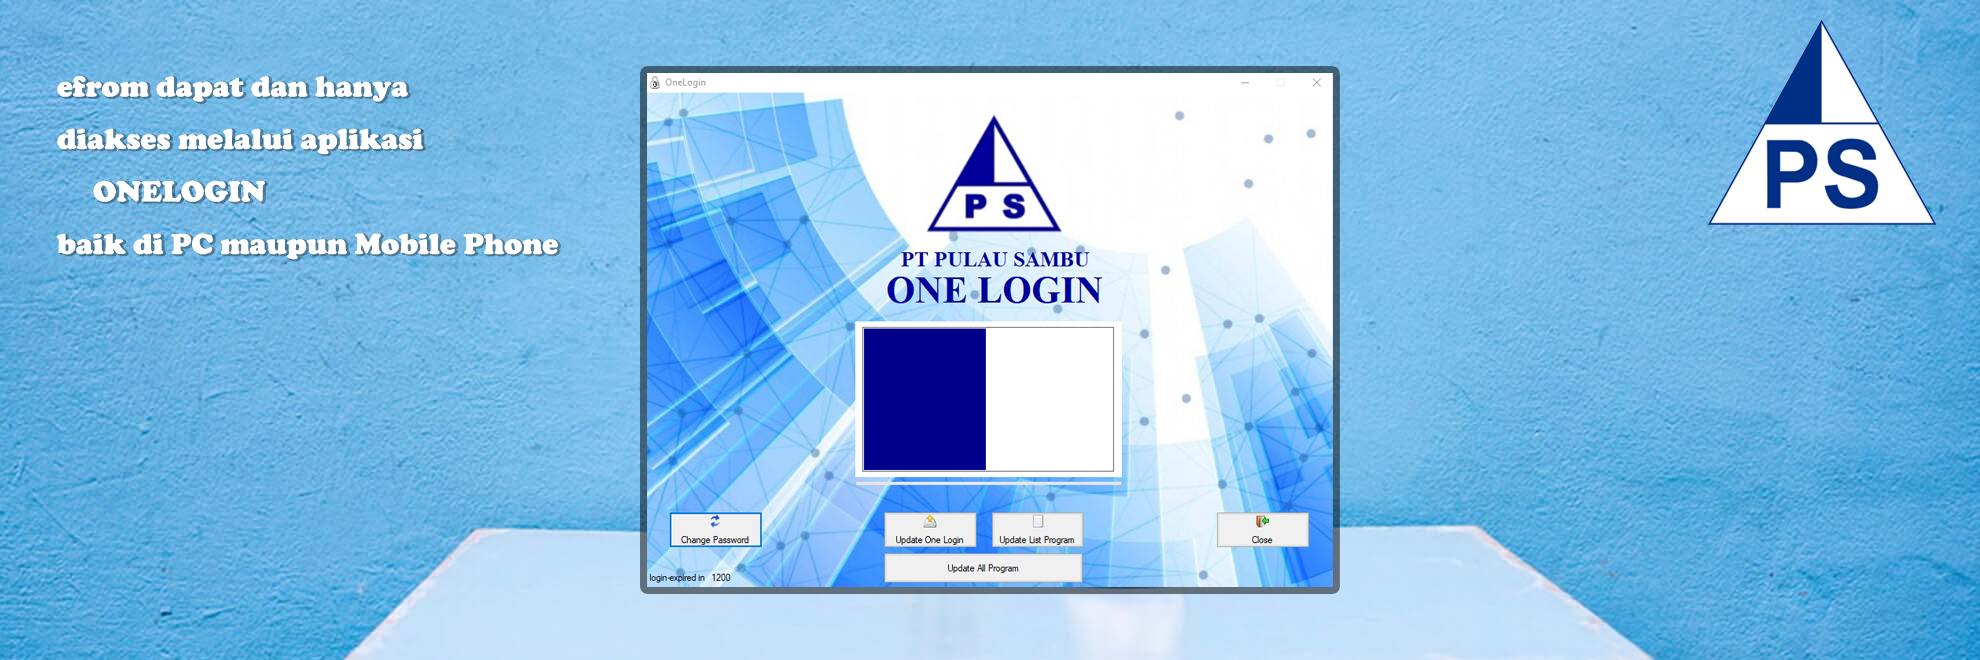 efrom dapat dan hanya
diakses melalui aplikasi
ONELOGIN
baik di PC maupun Mobile Phone
OneLogin
P S
PT PULAU SAMBU
ONE LOGIN
Change Password
Update One Login
Update List Program
Close
Update All Program
login-expired in 1200
PS